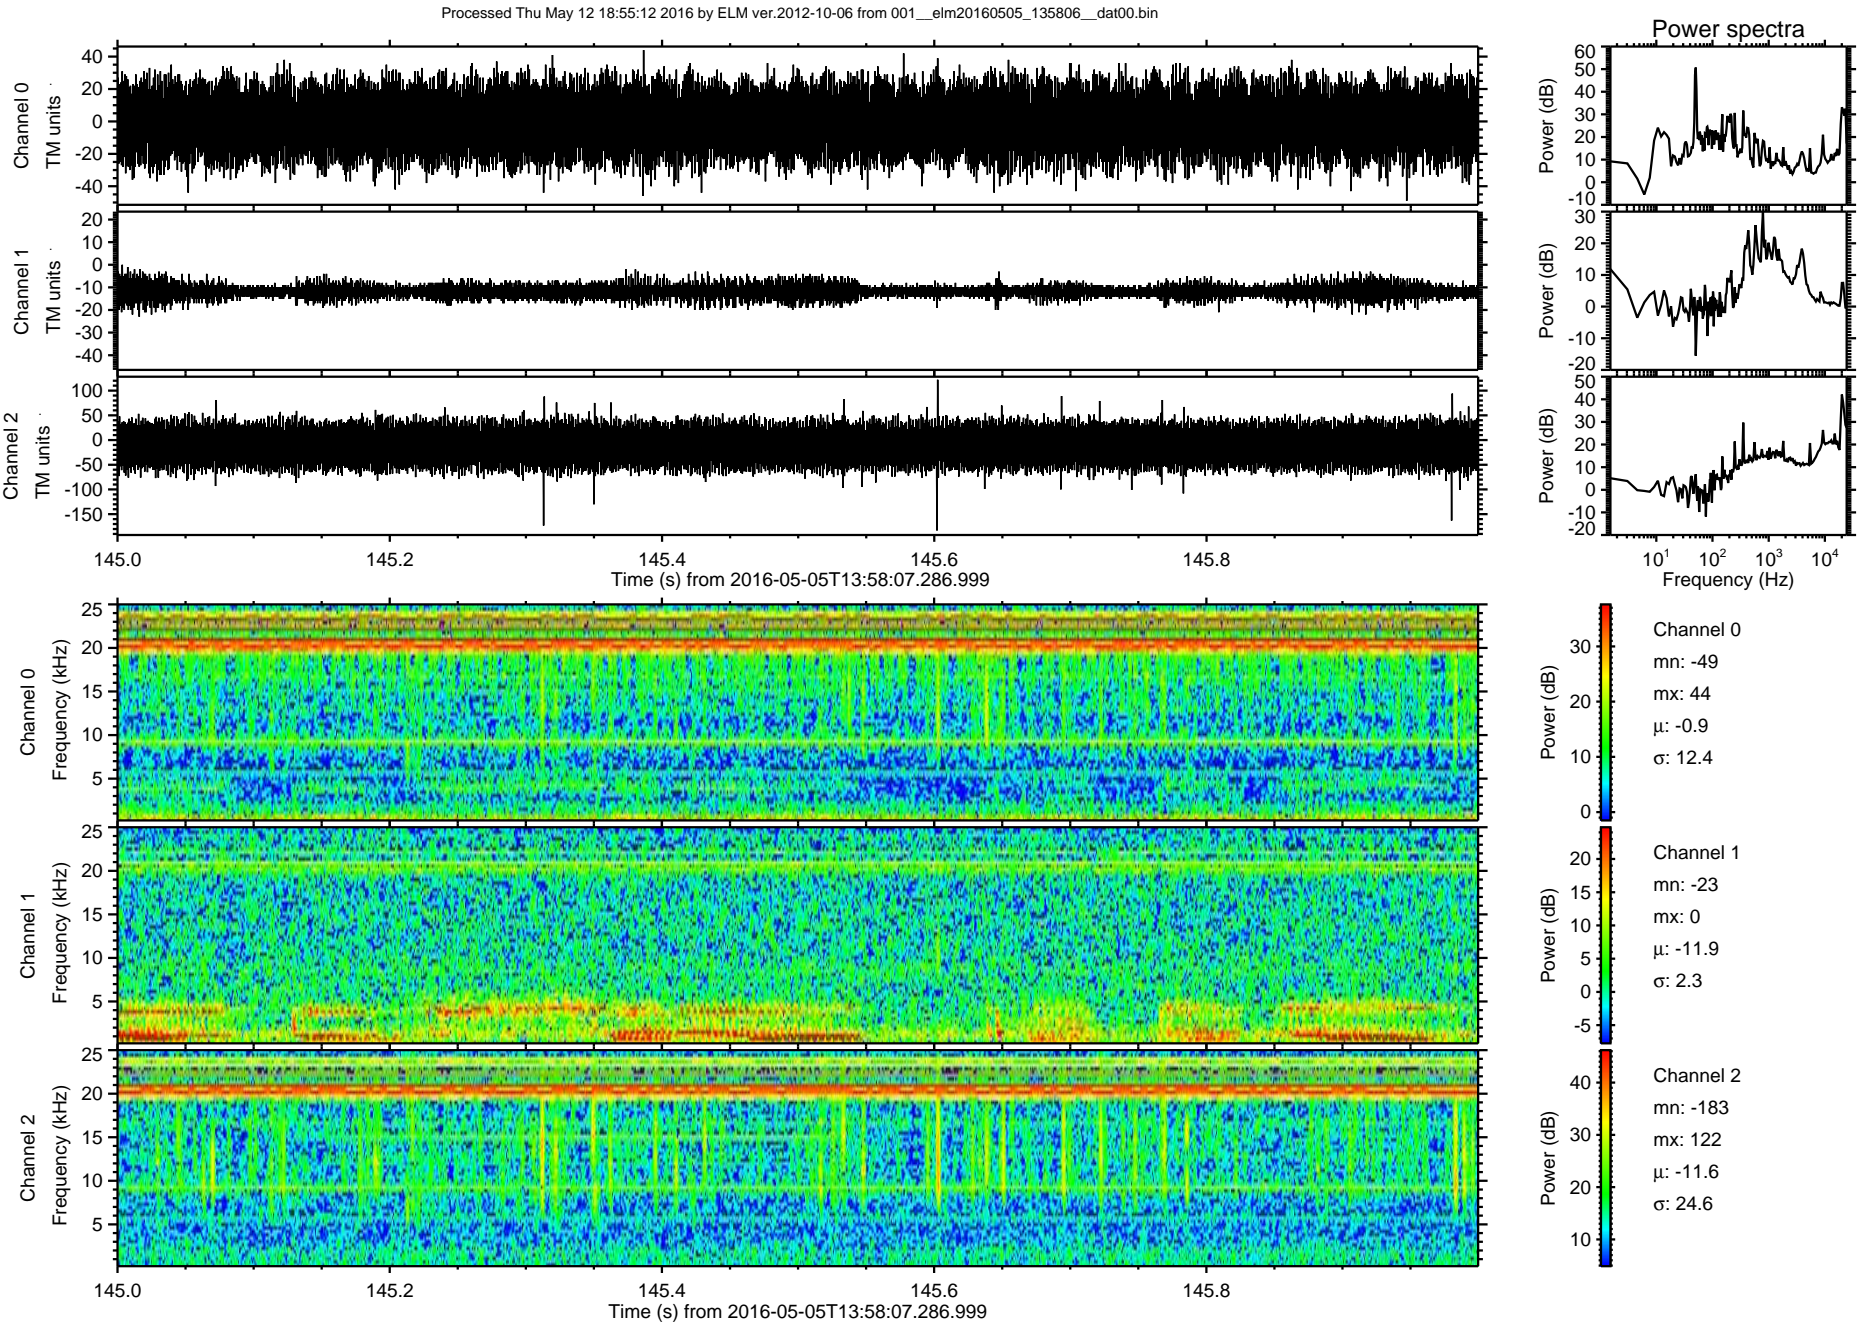 Processed Thu May 12 18:55:12 2016 by ELM ver.2012-10-06 from 001__elm20160505_135806__dat00.bin
Power spectra
Channel 0
TM units
40
20
0
-20
-40
Power (dB)
60
50
40
30
20
10
0
-10
Channel 1
TM units
20
10
0
-10
-20
-30
-40
Power (dB)
30
20
10
0
-10
-20
Channel 2
TM units
100
50
0
-50
-100
-150
Power (dB)
50
40
30
20
10
0
-10
-20
145.0 145.2 145.4 145.6 145.8
Time (s) from 2016-05-05T13:58:07.286.999
10¹ 10² 10³ 10⁴
Frequency (Hz)
Channel 0
Frequency (kHz)
25
20
15
10
5
Power (dB)
30
20
10
0
Channel 0
mn: -49
mx: 44
μ: -0.9
σ: 12.4
Channel 1
Frequency (kHz)
25
20
15
10
5
Power (dB)
20
15
10
5
0
-5
Channel 1
mn: -23
mx: 0
μ: -11.9
σ: 2.3
Channel 2
Frequency (kHz)
25
20
15
10
5
Power (dB)
40
30
20
10
Channel 2
mn: -183
mx: 122
μ: -11.6
σ: 24.6
145.0 145.2 145.4 145.6 145.8
Time (s) from 2016-05-05T13:58:07.286.999